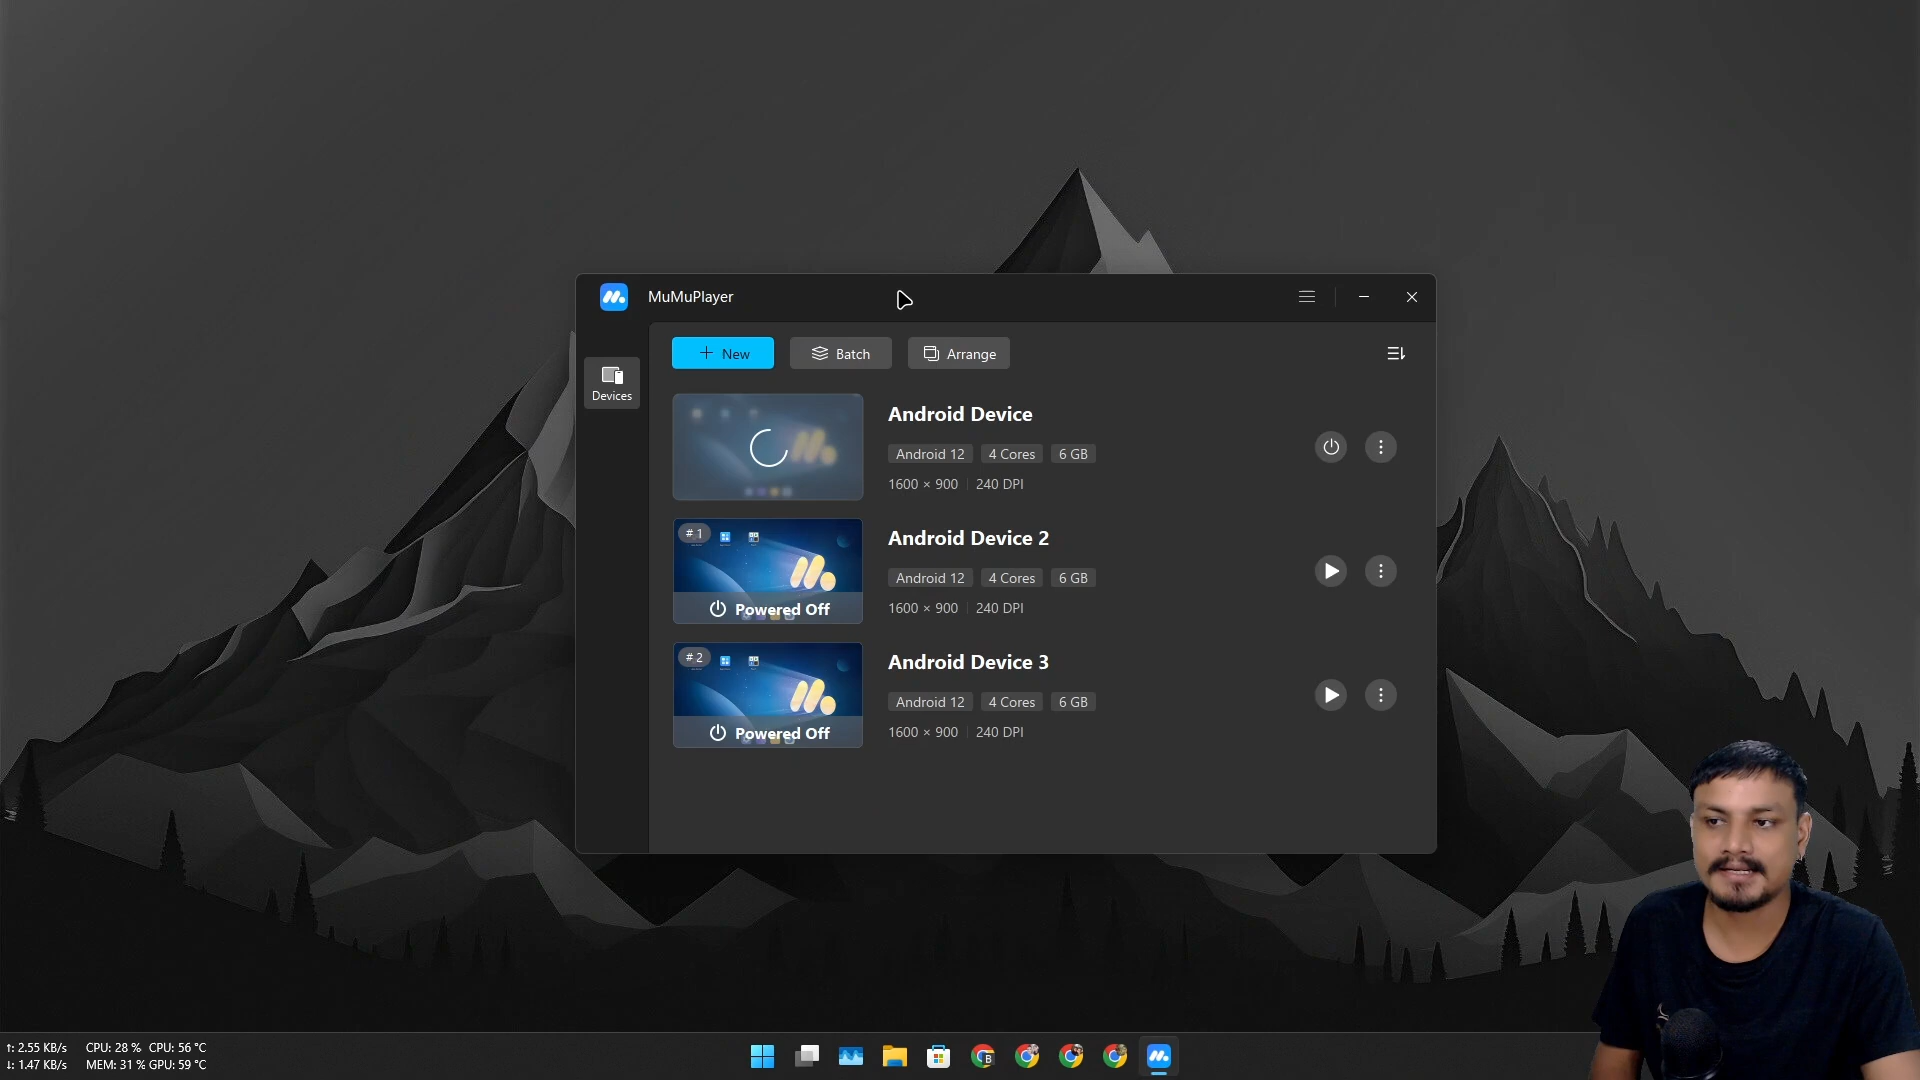 MuMuPlayer
New
Batch
Arrange
Devices
Android Device
Android 12
4 Cores
6 GB
1600 × 900
240 DPI
# 1
Powered Off
Android Device 2
Android 12
4 Cores
6 GB
1600 × 900
240 DPI
# 2
Powered Off
Android Device 3
Android 12
4 Cores
6 GB
1600 × 900
240 DPI
↑: 2.55 KB/s CPU: 28 % CPU: 56 °C
↓: 1.47 KB/s MEM: 31 % GPU: 59 °C
B